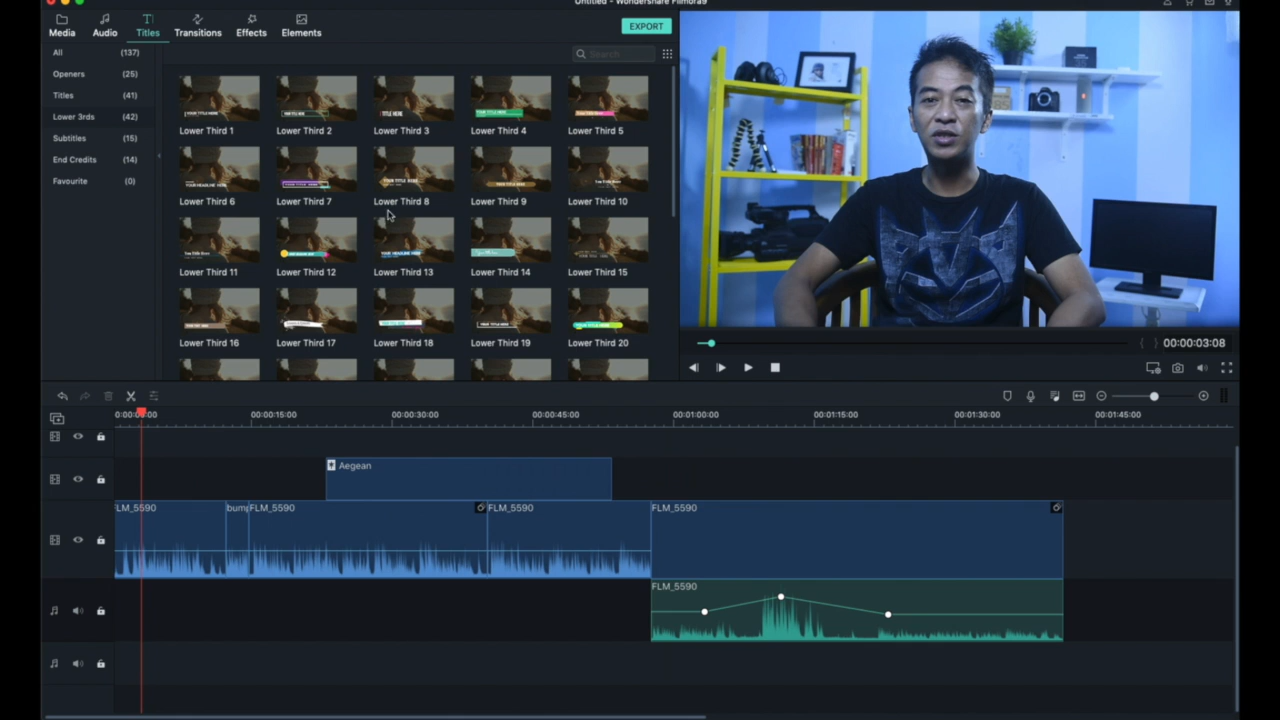 Untitled - Wondershare Filmora9
Media
Audio
Titles
Transitions
Effects
Elements
EXPORT
All (137)
Openers (25)
Titles (41)
Lower 3rds (42)
Subtitles (15)
End Credits (14)
Favourite (0)
Search
Lower Third 1
Lower Third 2
Lower Third 3
Lower Third 4
Lower Third 5
Lower Third 6
Lower Third 7
Lower Third 8
Lower Third 9
Lower Third 10
Lower Third 11
Lower Third 12
Lower Third 13
Lower Third 14
Lower Third 15
Lower Third 16
Lower Third 17
Lower Third 18
Lower Third 19
Lower Third 20
00:00:03:08
00:00:15:00
00:00:30:00
00:00:45:00
00:01:00:00
00:01:15:00
00:01:30:00
00:01:45:00
Aegean
FLM_5590
bum
FLM_5590
FLM_5590
FLM_5590
FLM_5590